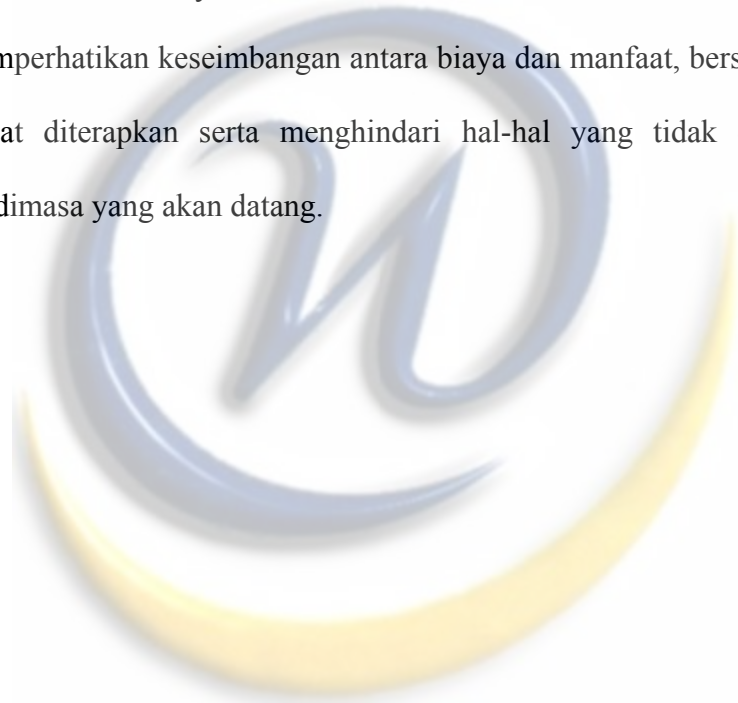 mperhatikan keseimbangan antara biaya dan manfaat, bers
at diterapkan serta menghindari hal-hal yang tidak
dimasa yang akan datang.